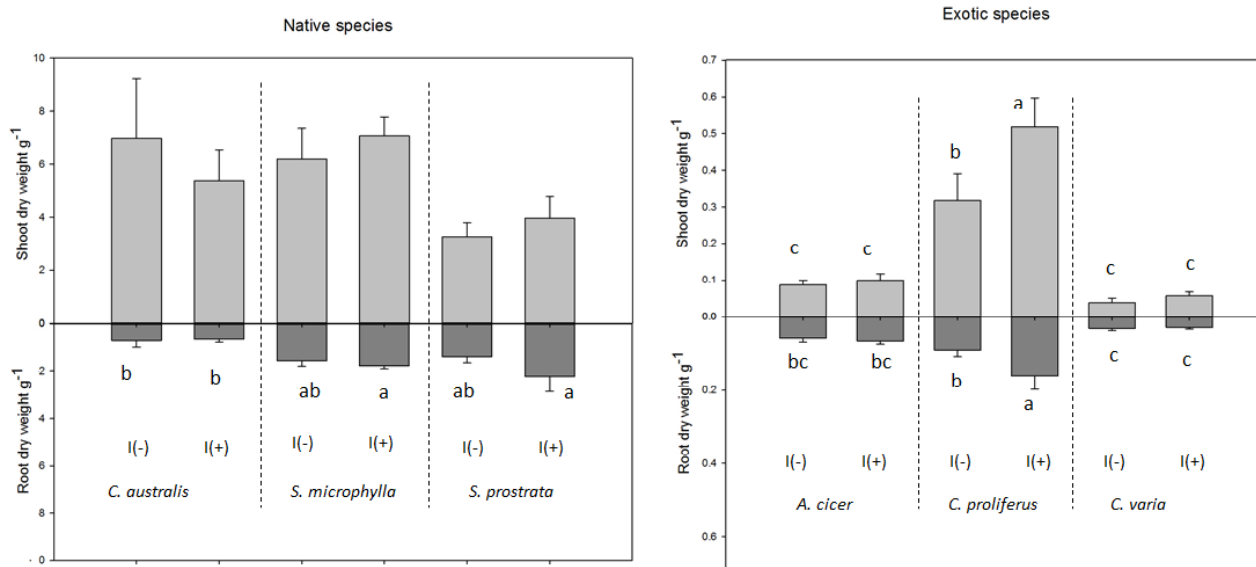 Native species
Shoot dry weight g-1
10
8
6
4
2
0
Root dry weight g-1
2
4
6
8
0
b
b
ab
a
ab
a
I(-)
I(+)
I(-)
I(+)
I(-)
I(+)
C. australis
S. microphylla
S. prostrata
Exotic species
Shoot dry weight g-1
0.7
0.6
0.5
0.4
0.3
0.2
0.1
0.0
Root dry weight g-1
0.2
0.4
0.6
c
c
b
a
c
c
bc
bc
b
a
c
c
I(-)
I(+)
I(-)
I(+)
I(-)
I(+)
A. cicer
C. proliferus
C. varia